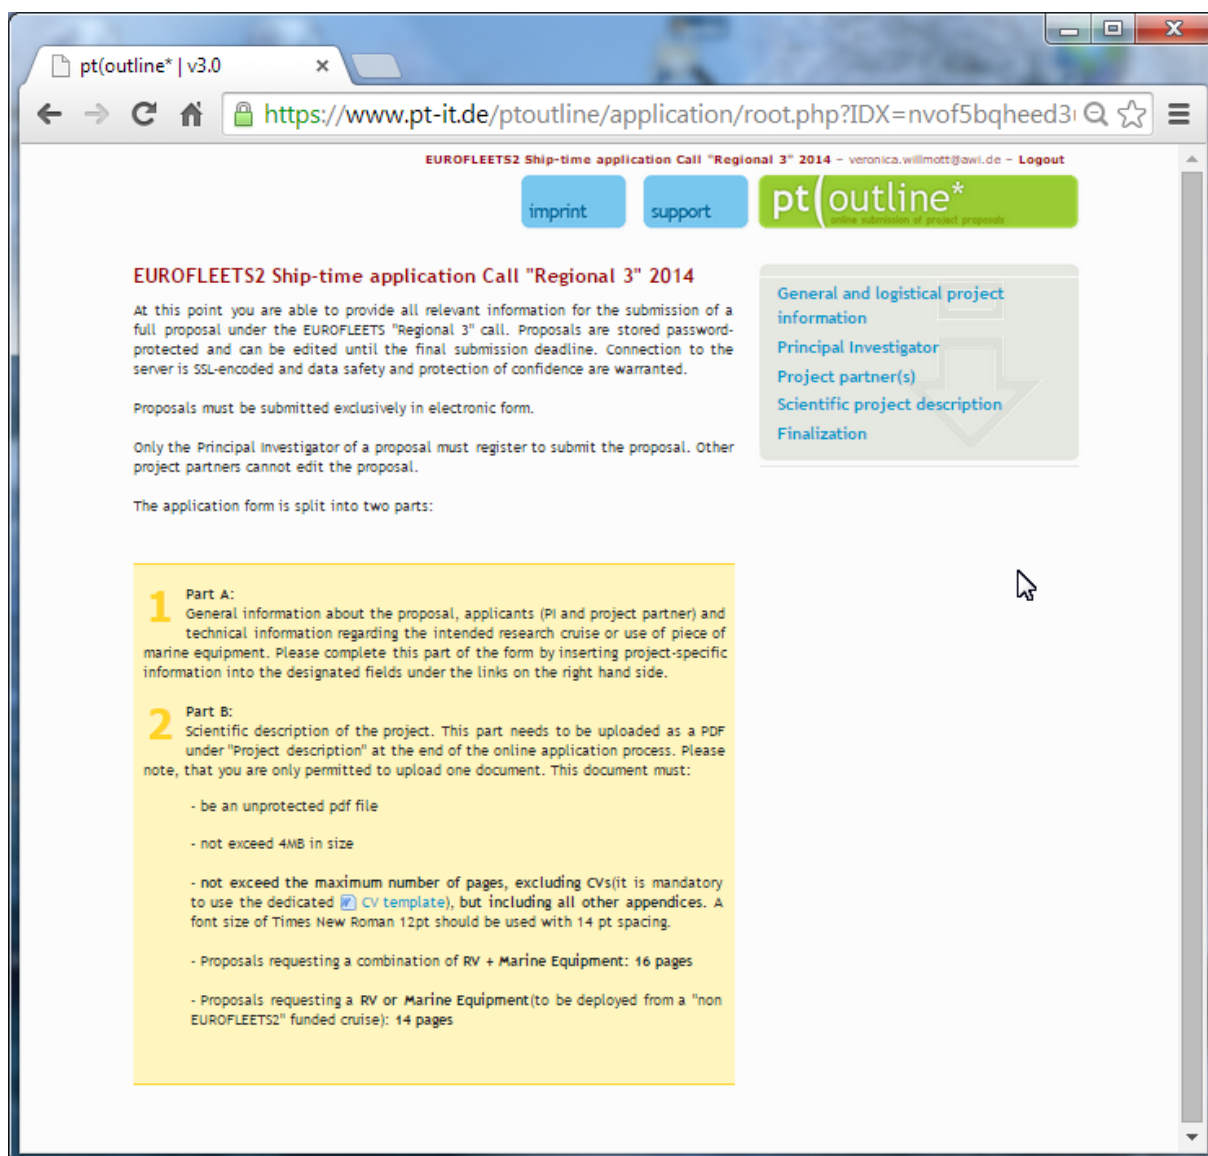 pt(outline* | v3.0
https://www.pt-it.de/ptoutline/application/root.php?IDX=nvof5bqheed3
EUROFLEETS2 Ship-time application Call "Regional 3" 2014 – veronica.willmott@awi.de – Logout
imprint
support
pt(outline*
online submission of project proposals
EUROFLEETS2 Ship-time application Call "Regional 3" 2014
At this point you are able to provide all relevant information for the submission of a
full proposal under the EUROFLEETS "Regional 3" call. Proposals are stored password-
protected and can be edited until the final submission deadline. Connection to the
server is SSL-encoded and data safety and protection of confidence are warranted.
Proposals must be submitted exclusively in electronic form.
Only the Principal Investigator of a proposal must register to submit the proposal. Other
project partners cannot edit the proposal.
The application form is split into two parts:
General and logistical project
information
Principal Investigator
Project partner(s)
Scientific project description
Finalization
1 Part A:
General information about the proposal, applicants (PI and project partner) and
technical information regarding the intended research cruise or use of piece of
marine equipment. Please complete this part of the form by inserting project-specific
information into the designated fields under the links on the right hand side.
2 Part B:
Scientific description of the project. This part needs to be uploaded as a PDF
under "Project description" at the end of the online application process. Please
note, that you are only permitted to upload one document. This document must:
- be an unprotected pdf file
- not exceed 4MB in size
- not exceed the maximum number of pages, excluding CVs(it is mandatory
to use the dedicated CV template), but including all other appendices. A
font size of Times New Roman 12pt should be used with 14 pt spacing.
- Proposals requesting a combination of RV + Marine Equipment: 16 pages
- Proposals requesting a RV or Marine Equipment(to be deployed from a "non
EUROFLEETS2" funded cruise): 14 pages